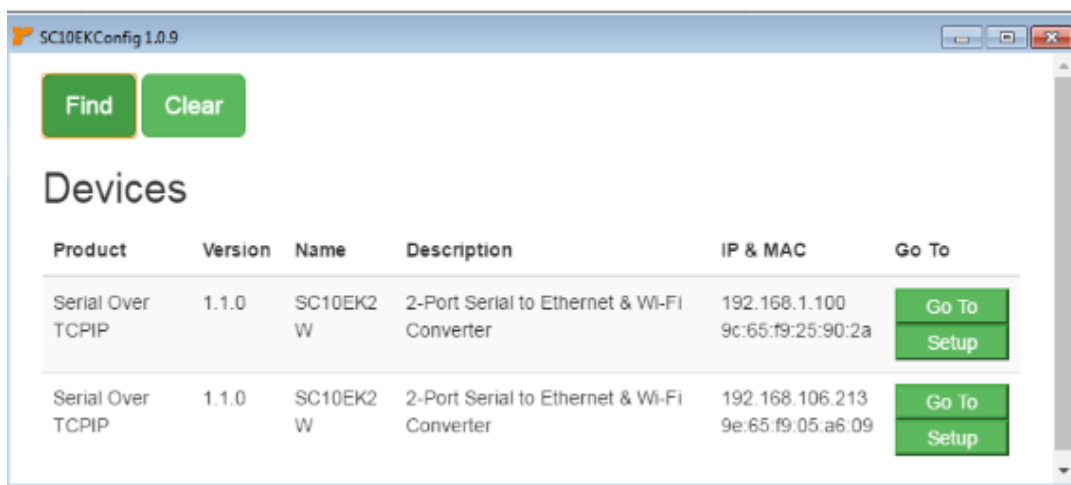 SC10EKConfig 1.0.9
Find Clear
Devices
Product Version Name Description IP & MAC Go To
Serial Over 1.1.0 SC10EK2 2-Port Serial to Ethernet & Wi-Fi 192.168.1.100 Go To
TCPIP W Converter 9c:65:f9:25:90:2a Setup
Serial Over 1.1.0 SC10EK2 2-Port Serial to Ethernet & Wi-Fi 192.168.106.213 Go To
TCPIP W Converter 9e:65:f9:05:a6:09 Setup